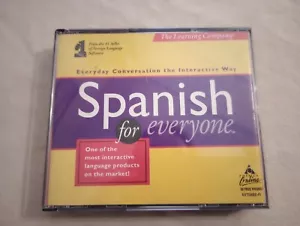 The Learning Company
Everyday Conversation the Interactive Way
Spanish
for everyone™
One of the
most interactive
language products
on the market!